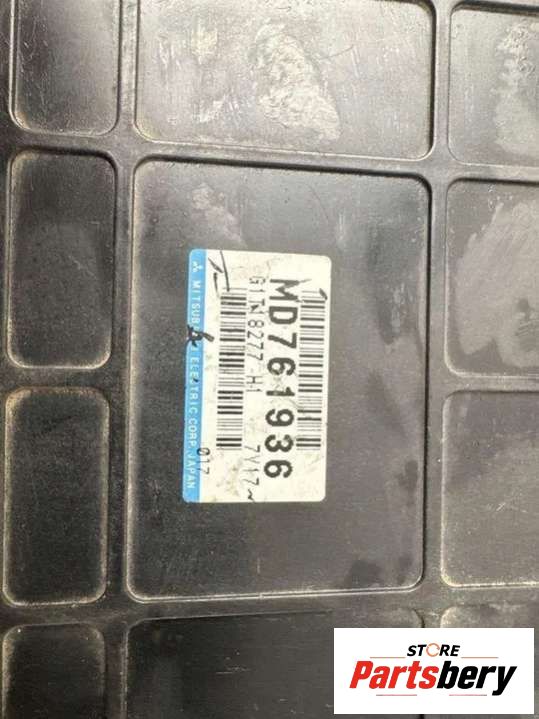 MD761936
G1T18277 H1 7Y17
017
MITSUBISHI ELECTRIC CORP. JAPAN
STORE
Partsbery